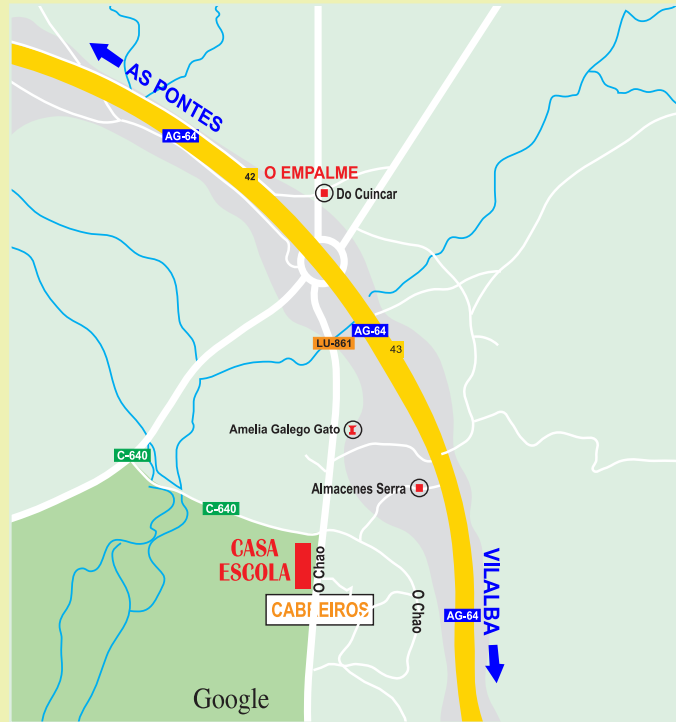 AS PONTES
AG-64
42
O EMPALME
Do Cuincar
AG-64
LU-861
43
Amelia Galego Gato
C-640
Almacenes Serra
C-640
CASA
ESCOLA
O Chao
VILALBA
O Chao
CABREIROS
AG-64
Google